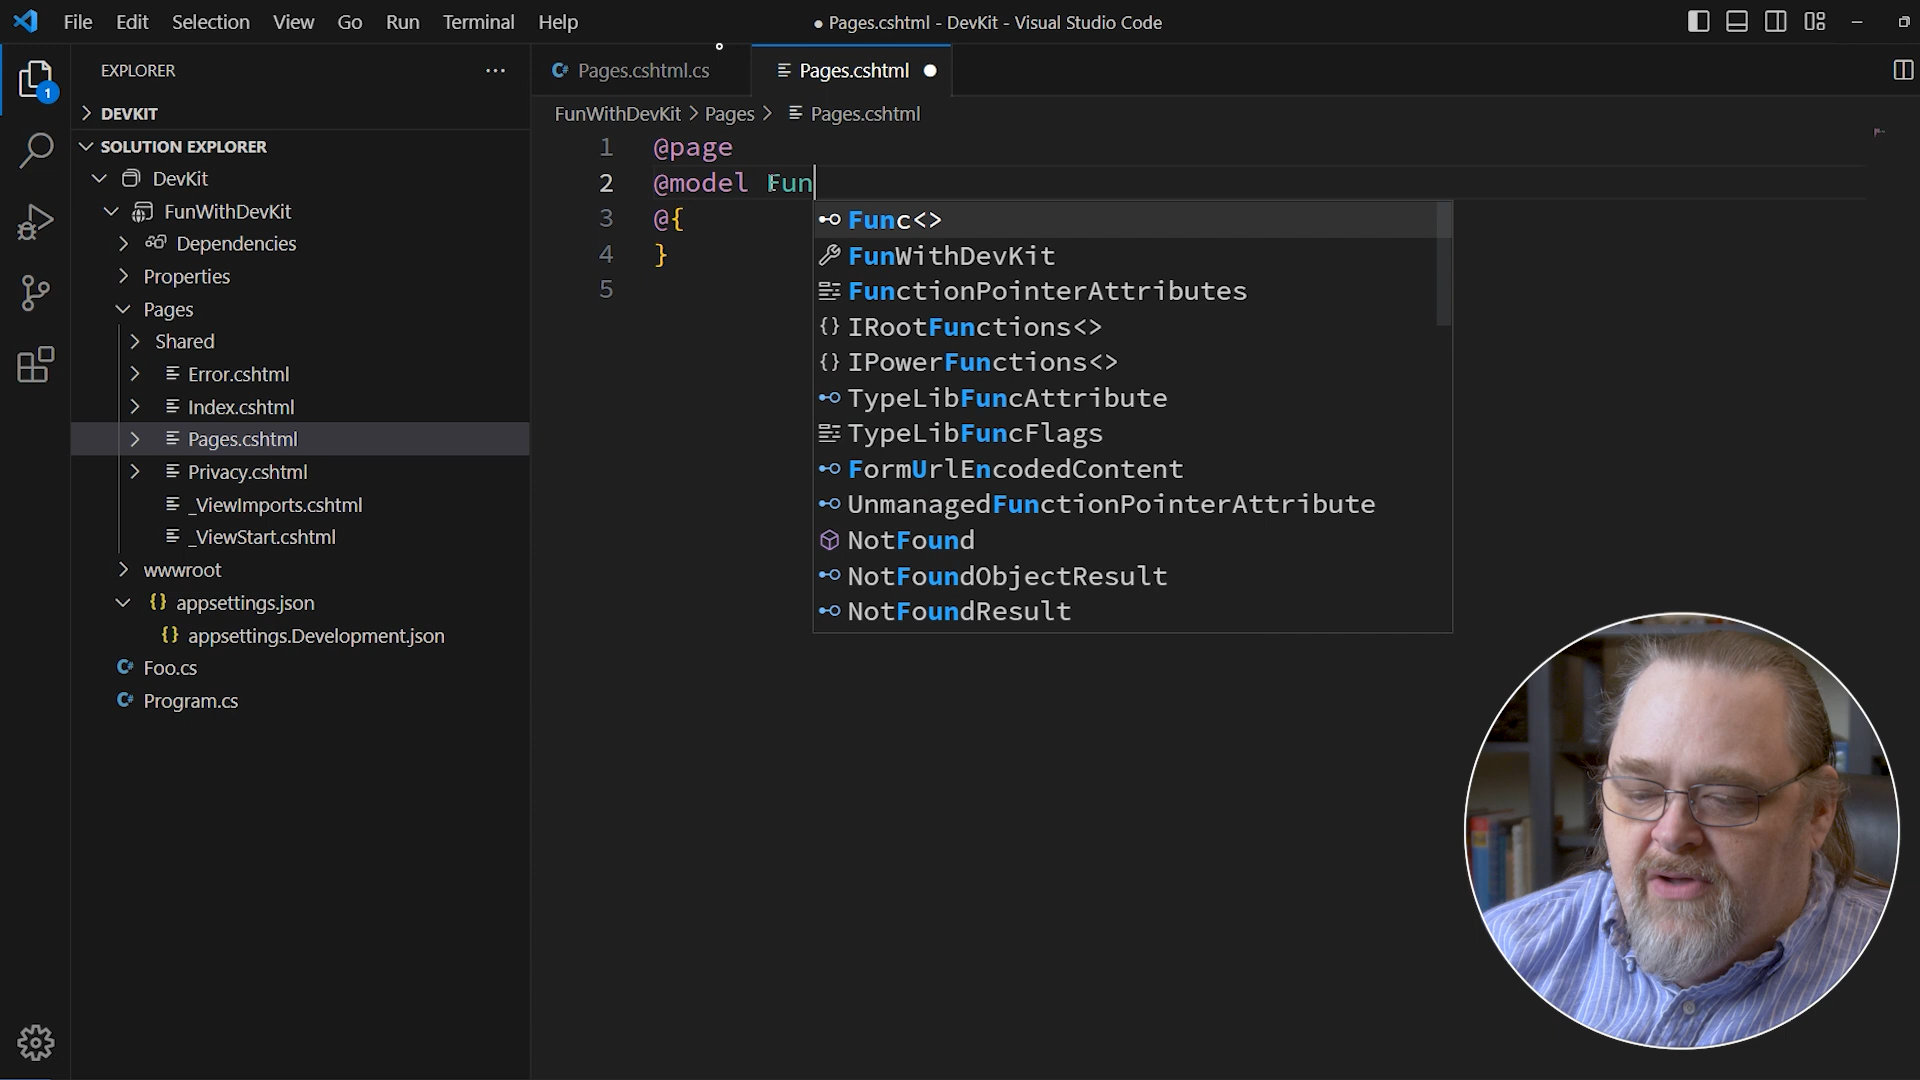 File Edit Selection View Go Run Terminal Help
● Pages.cshtml - DevKit - Visual Studio Code
EXPLORER
1
DEVKIT
SOLUTION EXPLORER
DevKit
FunWithDevKit
Dependencies
Properties
Pages
Shared
Error.cshtml
Index.cshtml
Pages.cshtml
Privacy.cshtml
_ViewImports.cshtml
_ViewStart.cshtml
wwwroot
{} appsettings.json
{} appsettings.Development.json
C# Foo.cs
C# Program.cs
C# Pages.cshtml.cs
Pages.cshtml
FunWithDevKit > Pages > Pages.cshtml
1 @page
2 @model Fun
3 @{
4 }
5
Func<>
FunWithDevKit
FunctionPointerAttributes
{} IRootFunctions<>
{} IPowerFunctions<>
TypeLibFuncAttribute
TypeLibFuncFlags
FormUrlEncodedContent
UnmanagedFunctionPointerAttribute
NotFound
NotFoundObjectResult
NotFoundResult